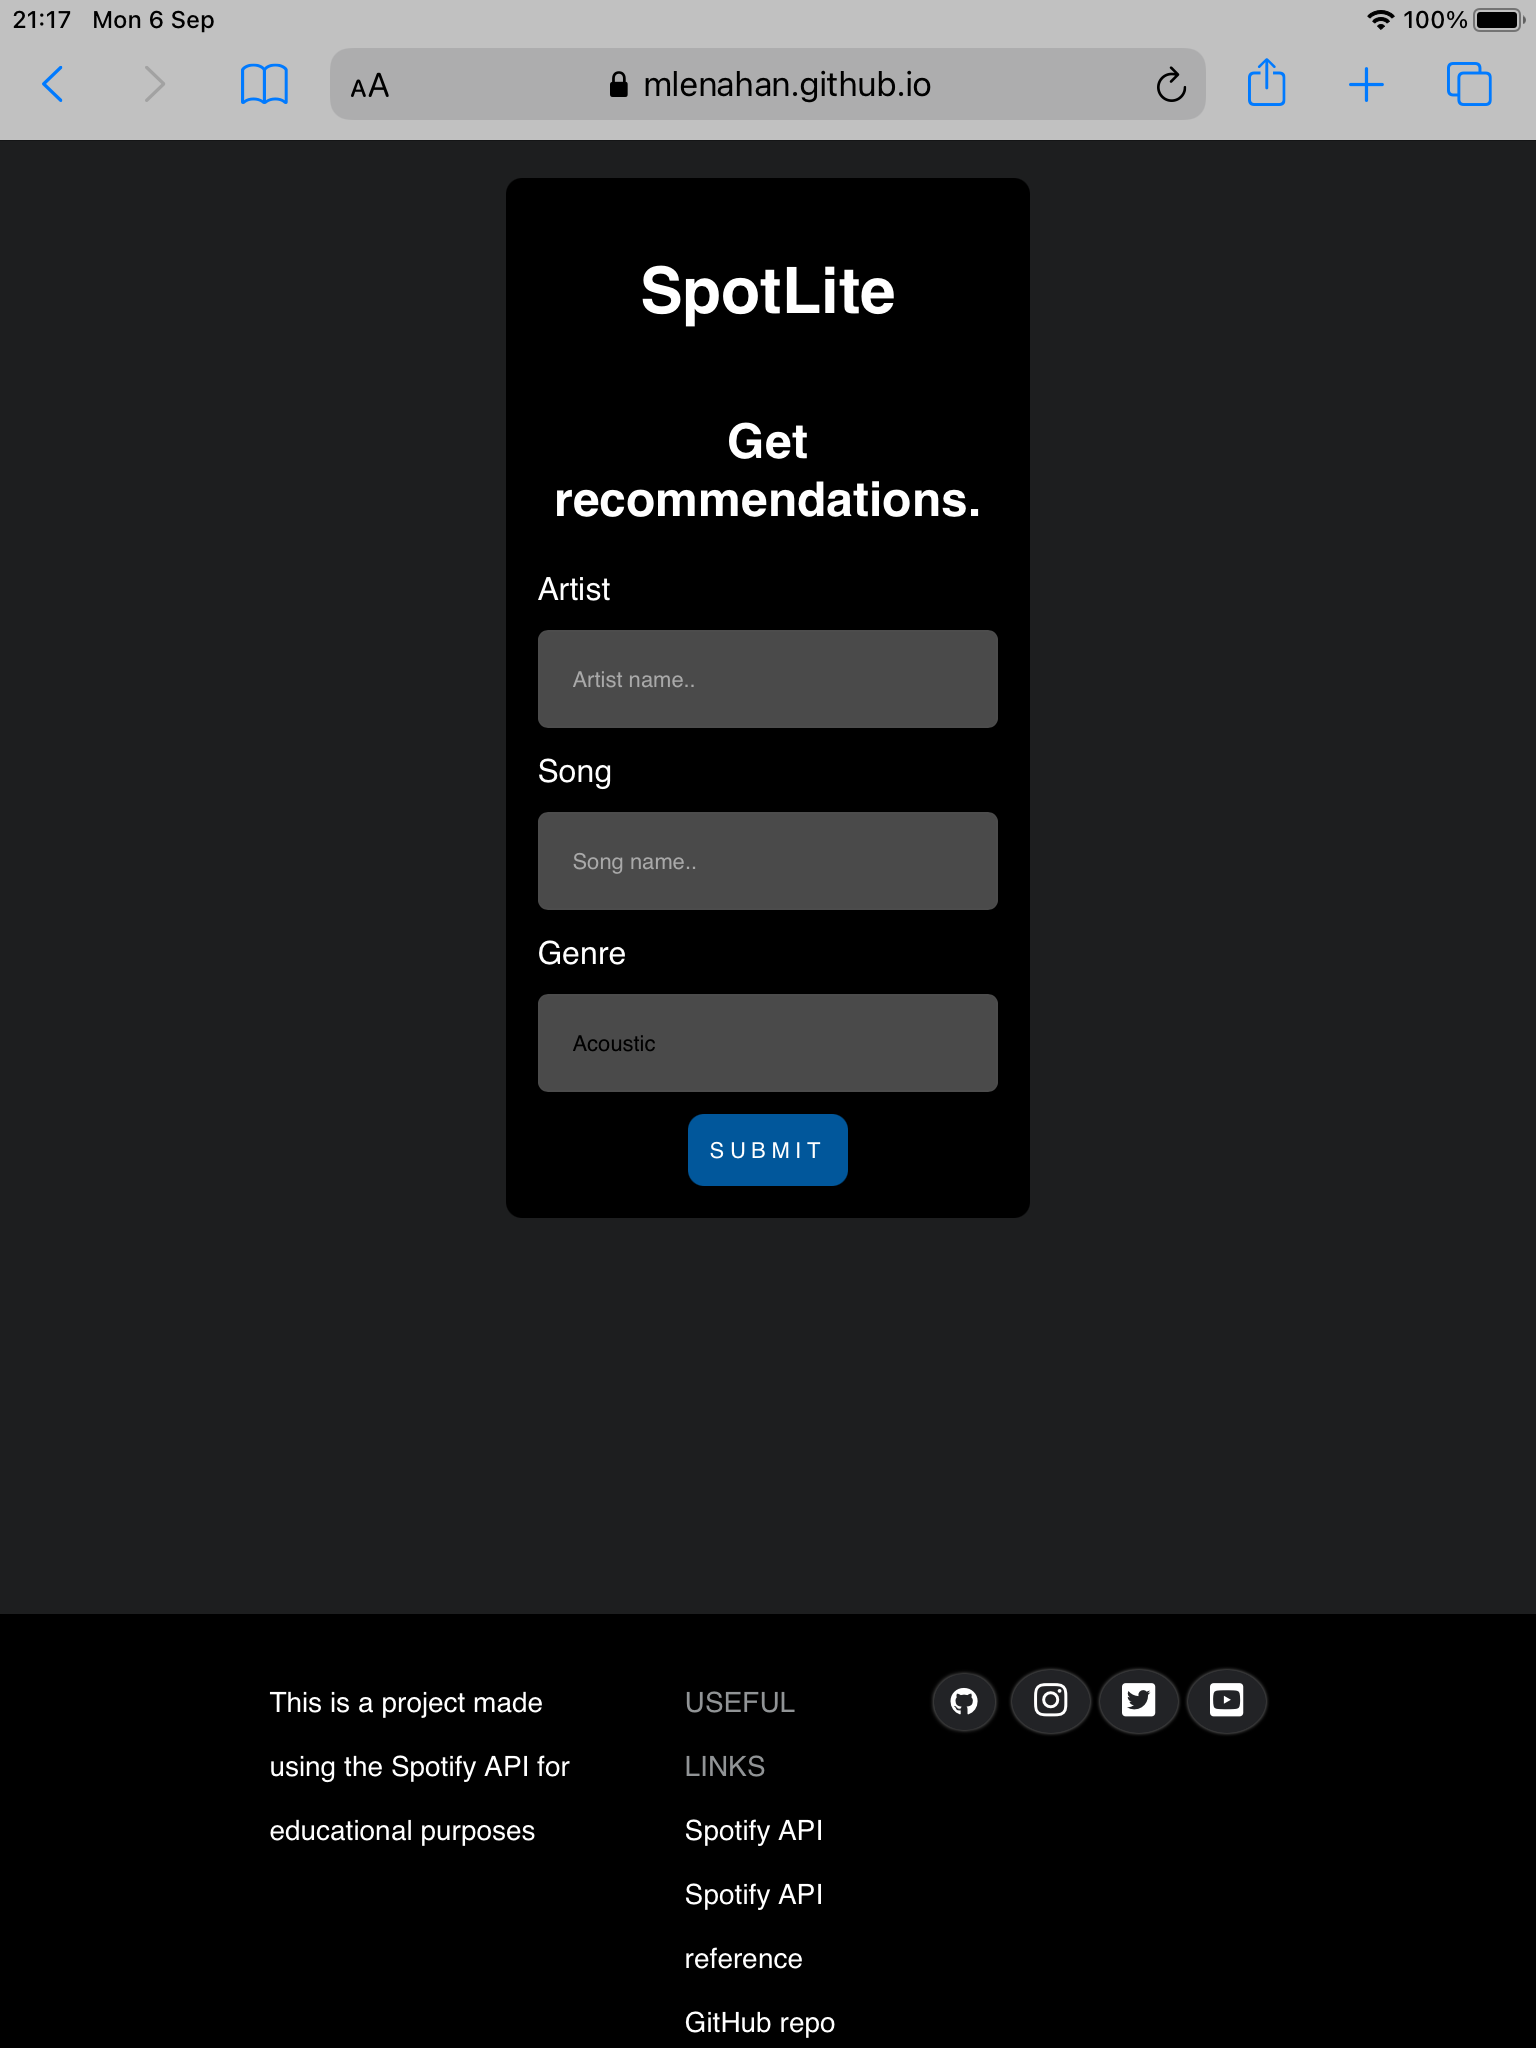 21:17 Mon 6 Sep 100%
AA mlenahan.github.io
SpotLite
Get
recommendations.
Artist
Artist name..
Song
Song name..
Genre
Acoustic
SUBMIT
This is a project made
using the Spotify API for
educational purposes
USEFUL
LINKS
Spotify API
Spotify API
reference
GitHub repo